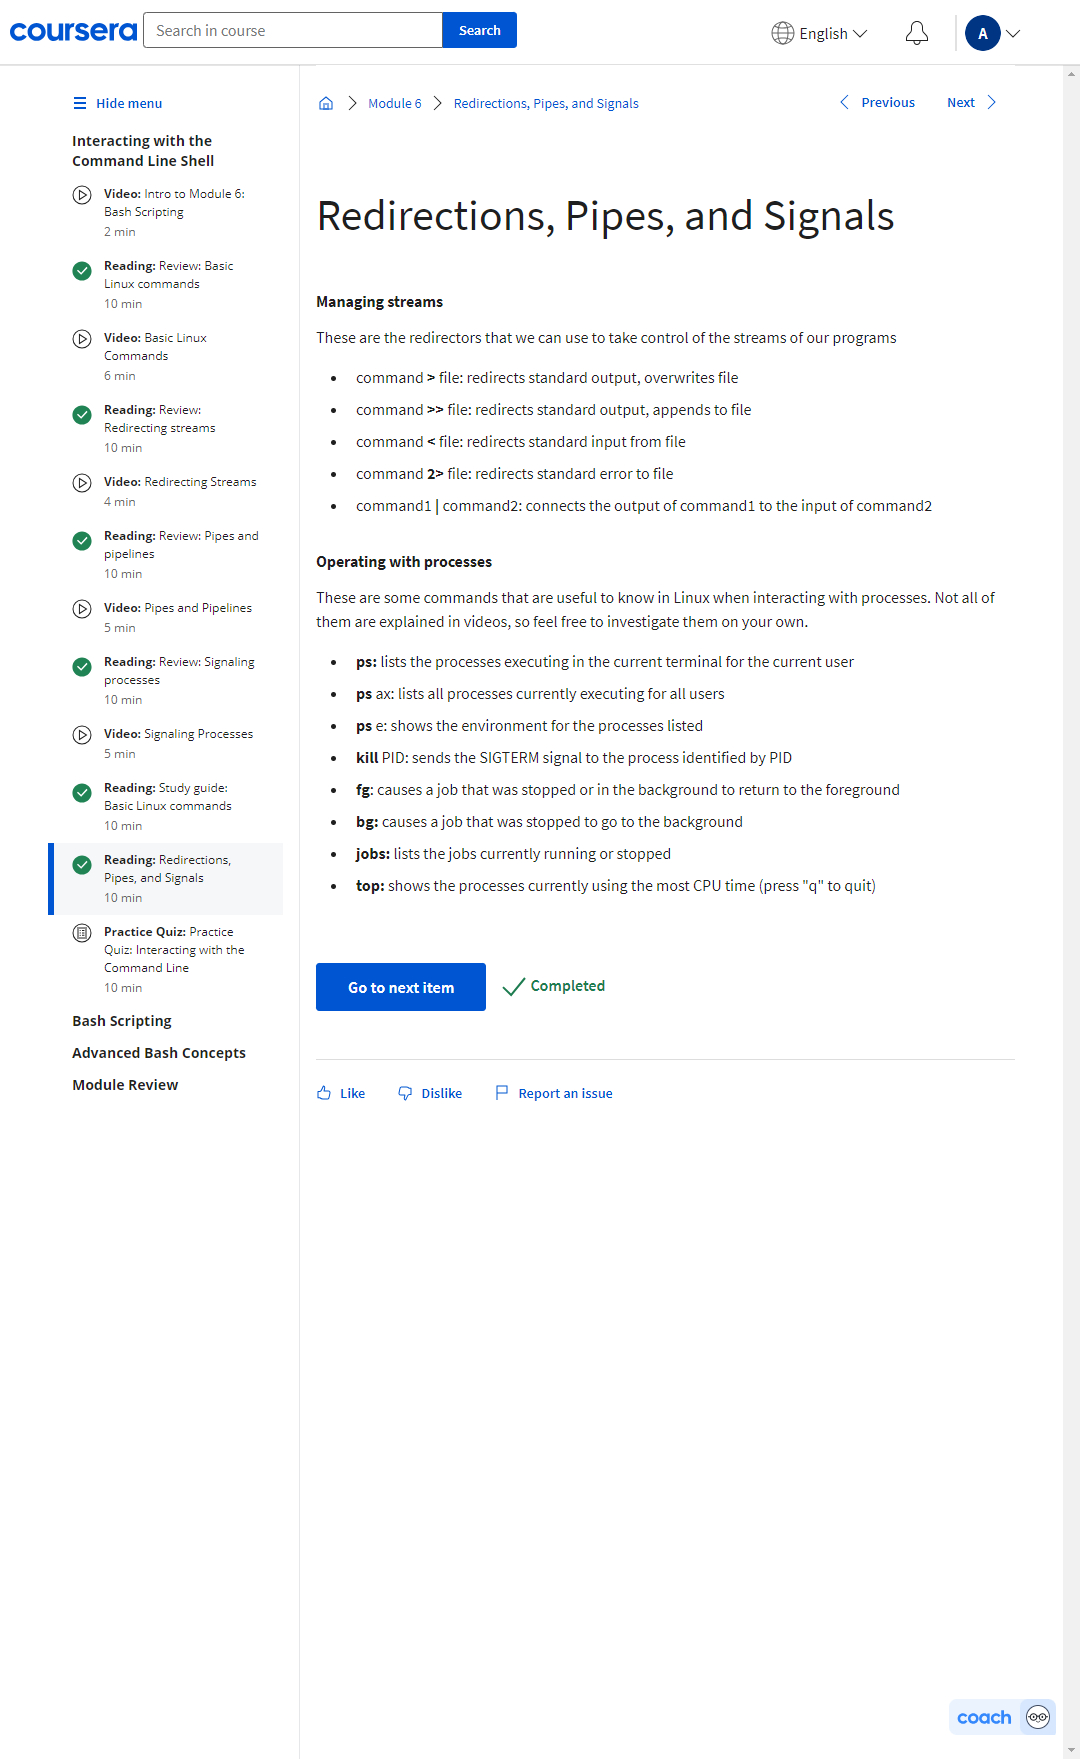 coursera
Search in course
Search
English
A
Hide menu
Interacting with the
Command Line Shell
Video: Intro to Module 6:
Bash Scripting
2 min
Reading: Review: Basic
Linux commands
10 min
Video: Basic Linux
Commands
6 min
Reading: Review:
Redirecting streams
10 min
Video: Redirecting Streams
4 min
Reading: Review: Pipes and
pipelines
10 min
Video: Pipes and Pipelines
5 min
Reading: Review: Signaling
processes
10 min
Video: Signaling Processes
5 min
Reading: Study guide:
Basic Linux commands
10 min
Reading: Redirections,
Pipes, and Signals
10 min
Practice Quiz: Practice
Quiz: Interacting with the
Command Line
10 min
Bash Scripting
Advanced Bash Concepts
Module Review
Module 6
Redirections, Pipes, and Signals
Previous
Next
Redirections, Pipes, and Signals
Managing streams
These are the redirectors that we can use to take control of the streams of our programs
• command > file: redirects standard output, overwrites file
• command >> file: redirects standard output, appends to file
• command < file: redirects standard input from file
• command 2> file: redirects standard error to file
• command1 | command2: connects the output of command1 to the input of command2
Operating with processes
These are some commands that are useful to know in Linux when interacting with processes. Not all of
them are explained in videos, so feel free to investigate them on your own.
• ps: lists the processes executing in the current terminal for the current user
• ps ax: lists all processes currently executing for all users
• ps e: shows the environment for the processes listed
• kill PID: sends the SIGTERM signal to the process identified by PID
• fg: causes a job that was stopped or in the background to return to the foreground
• bg: causes a job that was stopped to go to the background
• jobs: lists the jobs currently running or stopped
• top: shows the processes currently using the most CPU time (press "q" to quit)
Go to next item
Completed
Like
Dislike
Report an issue
coach